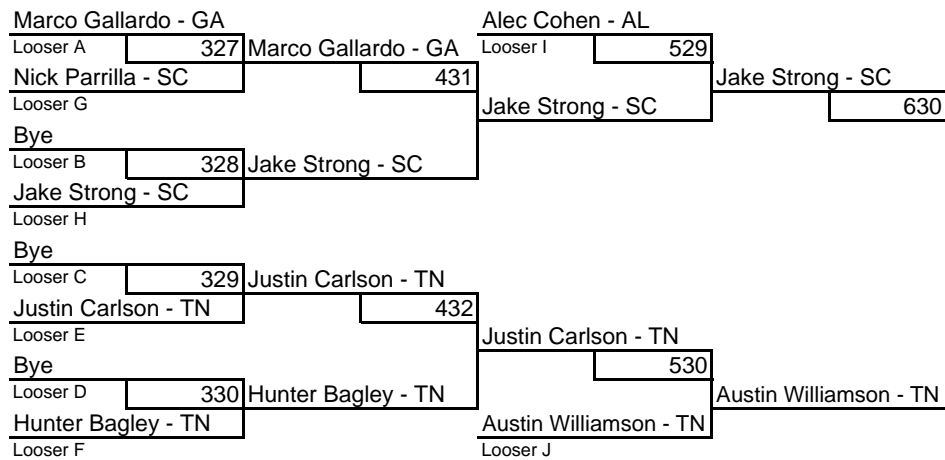 Marco Gallardo - GA
Alec Cohen - AL
Looser A
327
Marco Gallardo - GA
Looser I
529
Nick Parrilla - SC
431
Jake Strong - SC
Looser G
Jake Strong - SC
630
Bye
Looser B
328
Jake Strong - SC
Jake Strong - SC
Looser H
Bye
Looser C
329
Justin Carlson - TN
Justin Carlson - TN
432
Looser E
Justin Carlson - TN
Bye
530
Looser D
330
Hunter Bagley - TN
Austin Williamson - TN
Hunter Bagley - TN
Austin Williamson - TN
Looser F
Looser J